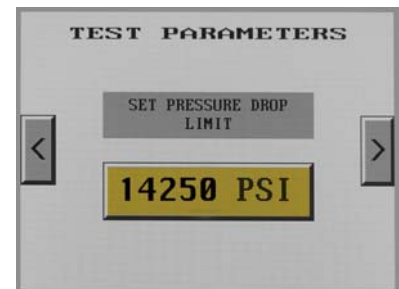 TEST PARAMETERS
SET PRESSURE DROP
LIMIT
<
>
14250 PSI